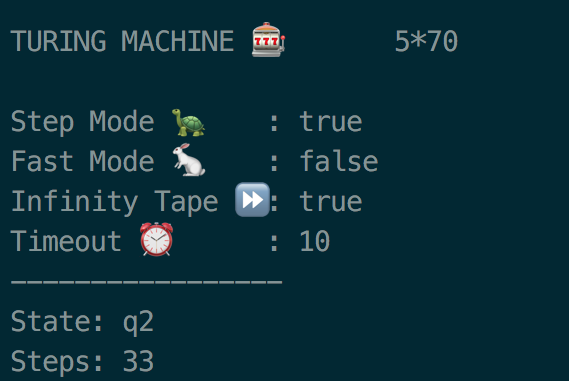 TURING MACHINE 🎰 5*70
Step Mode 🐢 : true
Fast Mode 🐇 : false
Infinity Tape ⏩: true
Timeout ⏰ : 10
-----------------
State: q2
Steps: 33